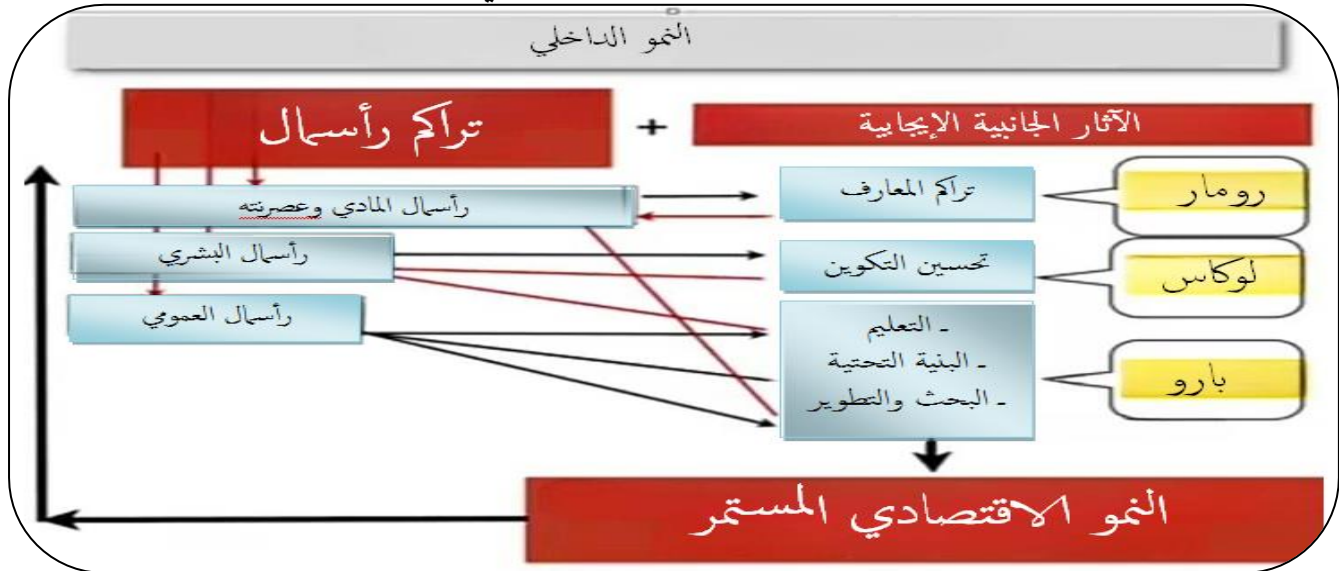 النمو الداخلي
تراكم رأسمال
+
الآثار الجانبية الإيجابية
رأسمال المادي وعصرنته
تراكم المعارف
رومار
رأسمال البشري
تحسين التكوين
لوكاس
رأسمال العمومي
ـ التعليم
ـ البنية التحتية
ـ البحث والتطوير
بارو
النمو الاقتصادي المستمر